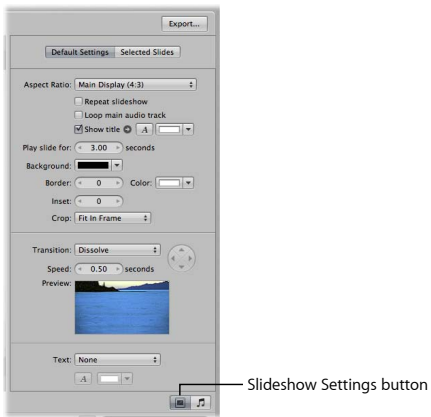 Export...
Default Settings Selected Slides
Aspect Ratio: Main Display (4:3)
Repeat slideshow
Loop main audio track
Show title A
Play slide for: 3.00 seconds
Background:
Border: 0 Color:
Inset: 0
Crop: Fit In Frame
Transition: Dissolve
Speed: 0.50 seconds
Preview:
Text: None
A
Slideshow Settings button